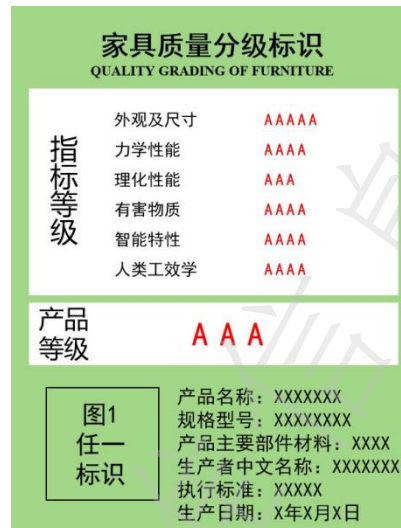 家具质量分级标识
QUALITY GRADING OF FURNITURE
指标等级
外观及尺寸 AAAAA
力学性能 AAAA
理化性能 AAA
有害物质 AAAA
智能特性 AAAA
人类工效学 AAAA
产品
等级
A A A
图1
任一
标识
产品名称：XXXXXXX
规格型号：XXXXXXXX
产品主要部件材料：XXXX
生产者中文名称：XXXXXXX
执行标准：XXXXX
生产日期：X年X月X日